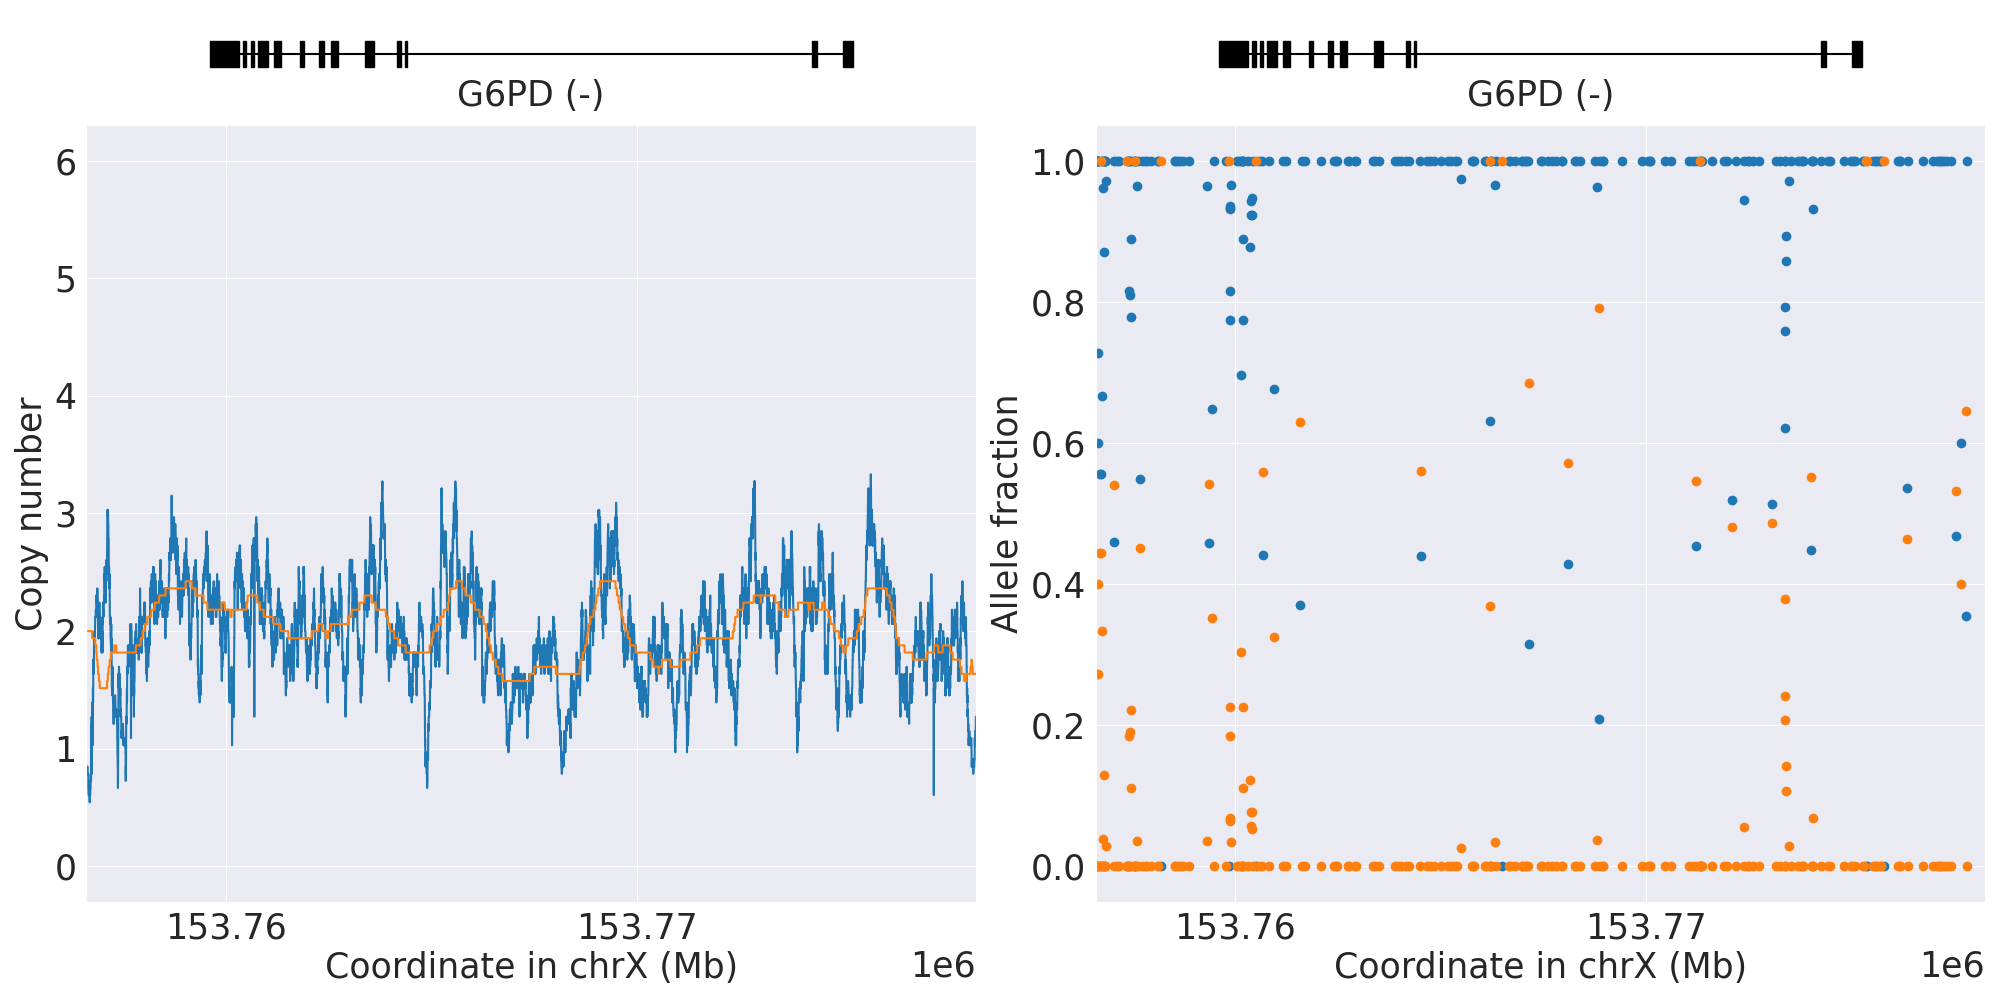 G6PD (-)
6
5
4
3
2
1
0
Copy number
153.76
153.77
Coordinate in chrX (Mb)
1e6
G6PD (-)
1.0
0.8
0.6
0.4
0.2
0.0
Allele fraction
153.76
153.77
Coordinate in chrX (Mb)
1e6